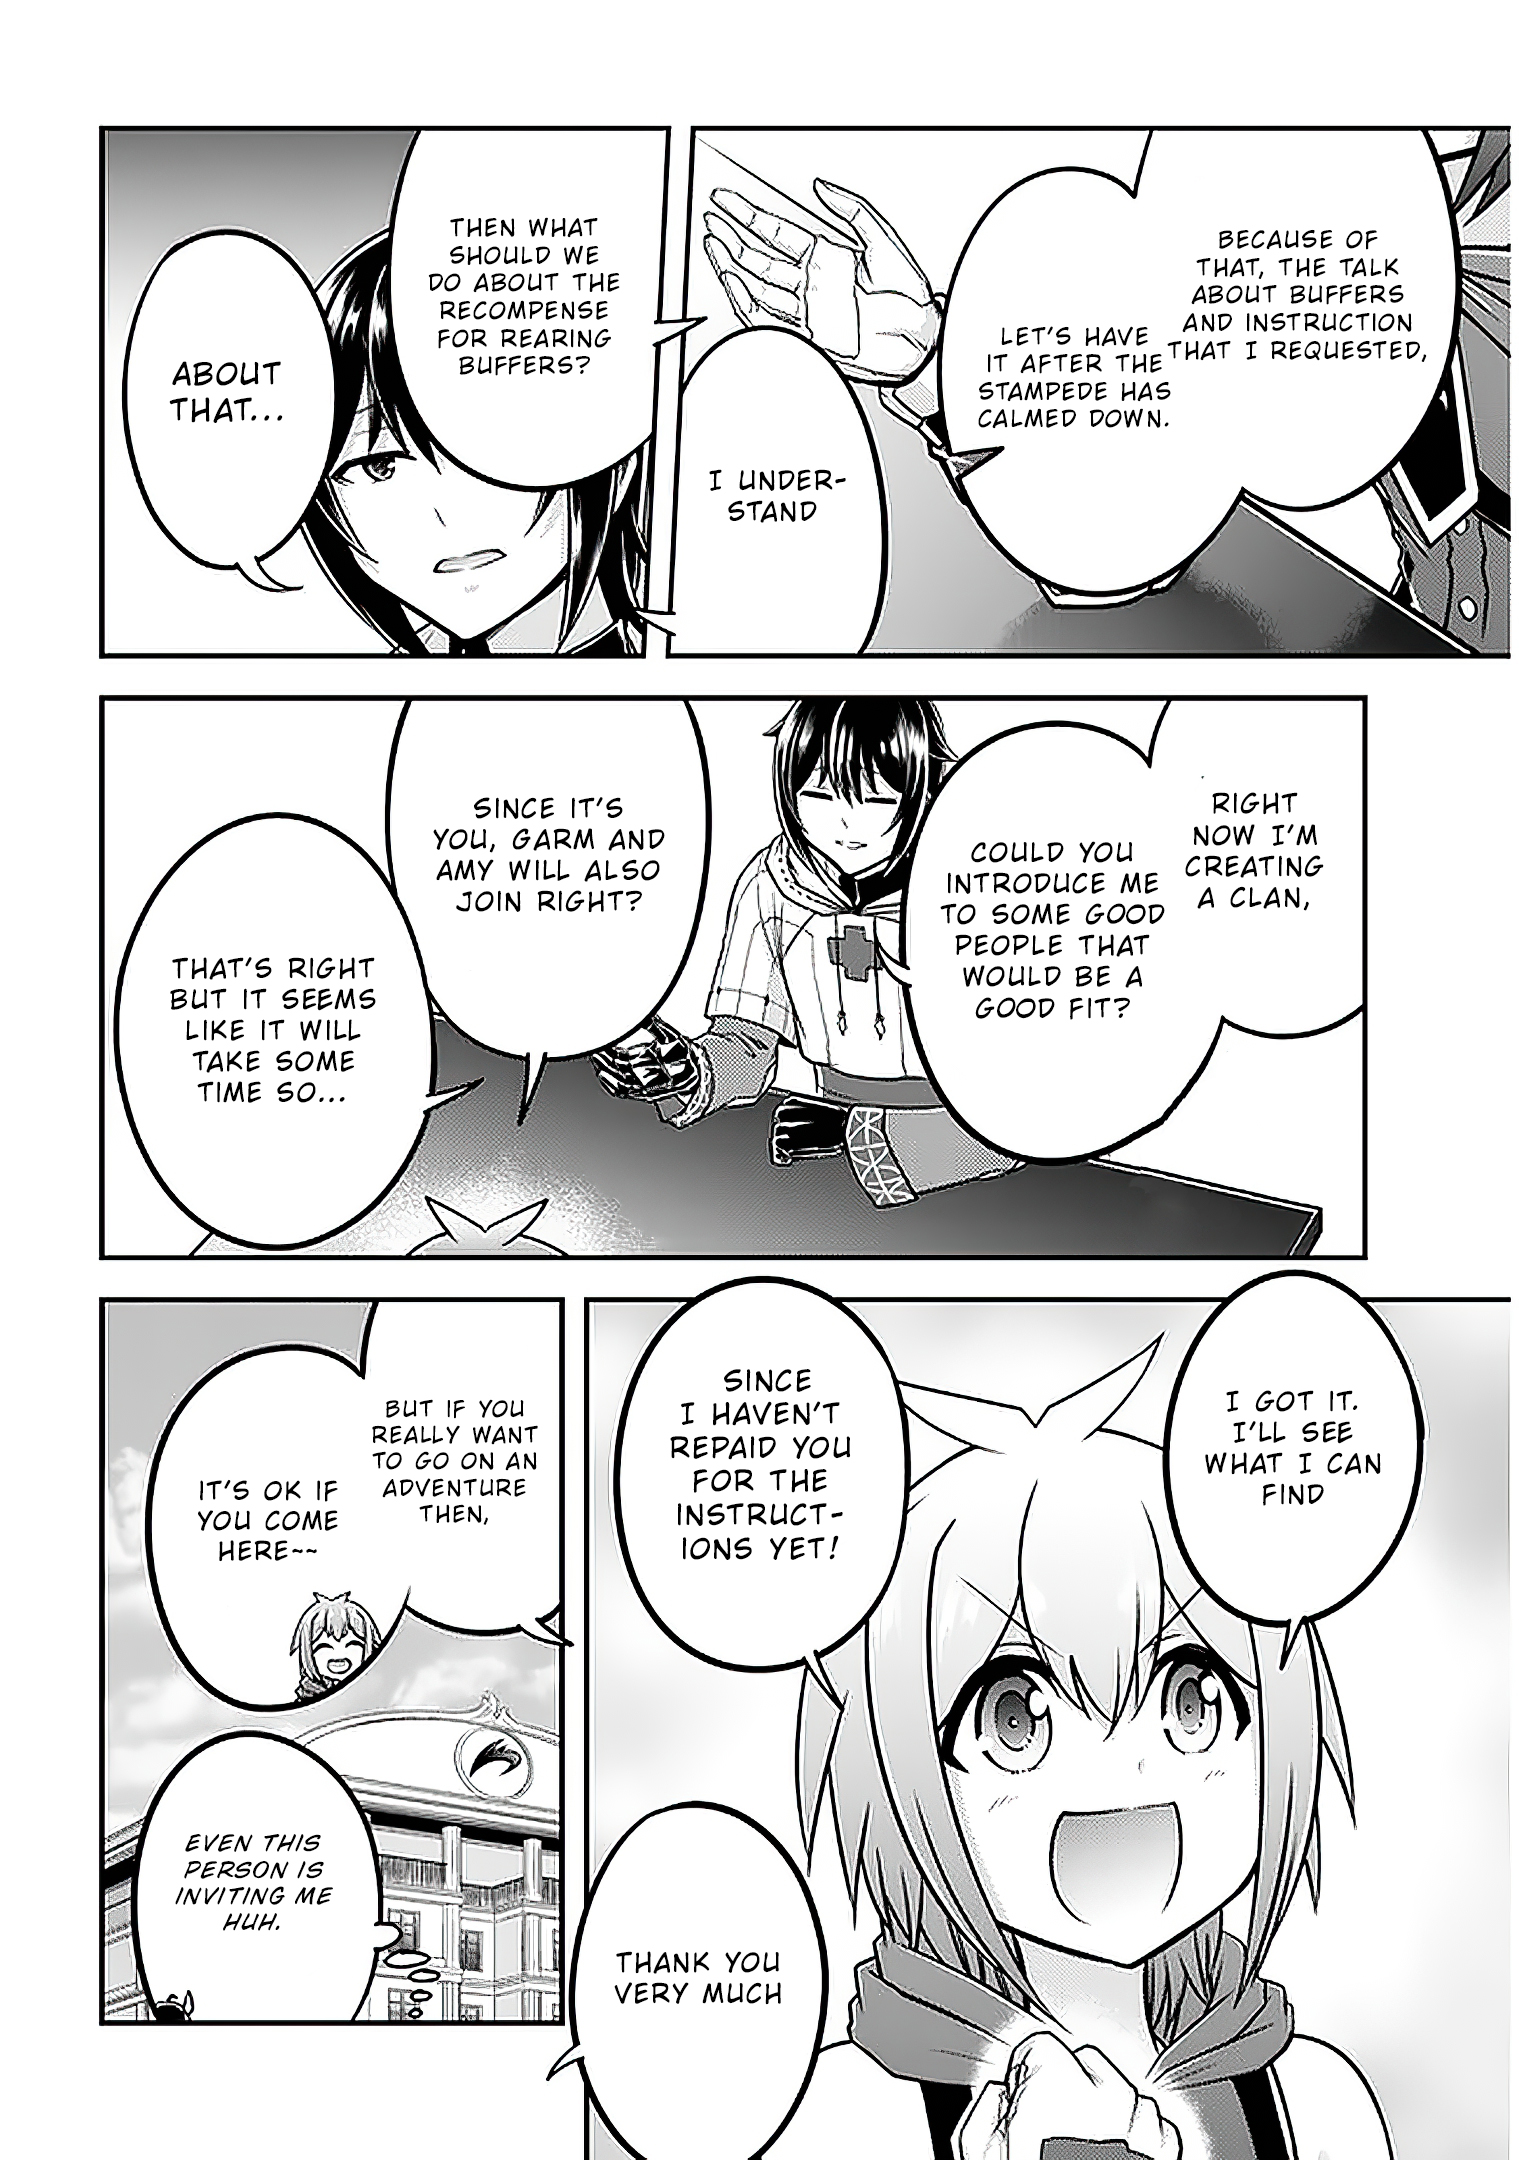 BECAUSE OF
THAT, THE TALK
ABOUT BUFFERS
AND INSTRUCTION
THAT I REQUESTED,
LET'S HAVE
IT AFTER THE
STAMPEDE HAS
CALMED DOWN.
I UNDER-
STAND
THEN WHAT
SHOULD WE
DO ABOUT THE
RECOMPENSE
FOR REARING
BUFFERS?
ABOUT
THAT...
RIGHT
NOW I'M
CREATING
A CLAN,
COULD YOU
INTRODUCE ME
TO SOME GOOD
PEOPLE THAT
WOULD BE A
GOOD FIT?
SINCE IT'S
YOU, GARM AND
AMY WILL ALSO
JOIN RIGHT?
THAT'S RIGHT
BUT IT SEEMS
LIKE IT WILL
TAKE SOME
TIME SO...
I GOT IT.
I'LL SEE
WHAT I CAN
FIND
SINCE
I HAVEN'T
REPAID YOU
FOR THE
INSTRUCT-
IONS YET!
THANK YOU
VERY MUCH
BUT IF YOU
REALLY WANT
TO GO ON AN
ADVENTURE
THEN,
IT'S OK IF
YOU COME
HERE~~
EVEN THIS
PERSON IS
INVITING ME
HUH.